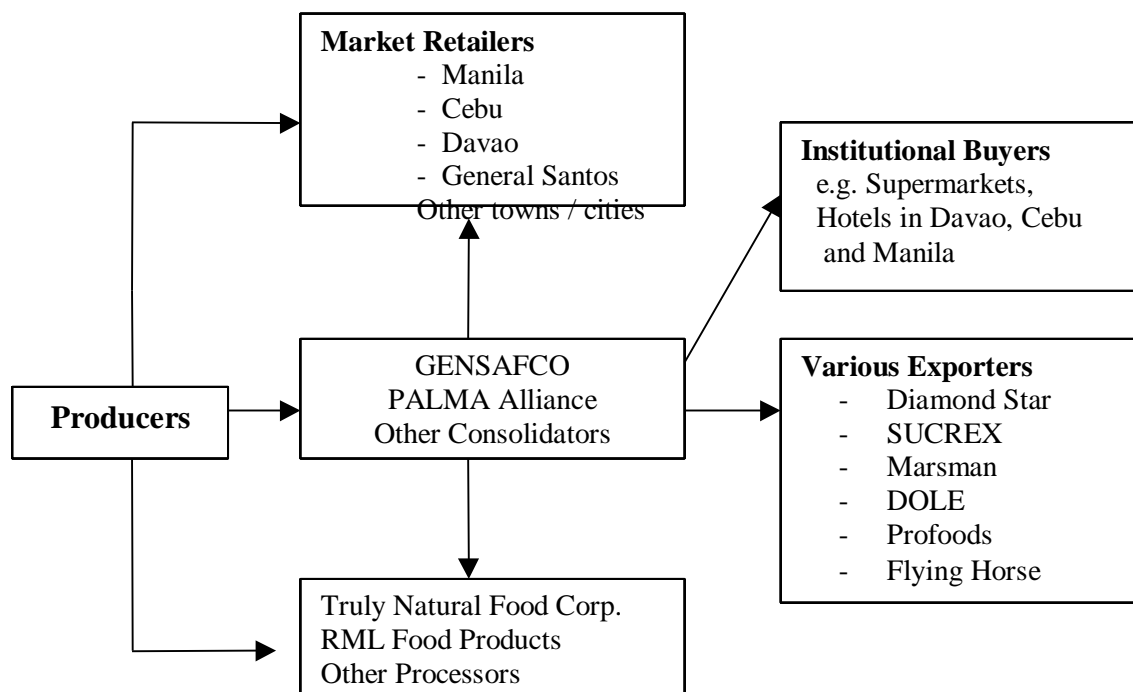 Market Retailers
- Manila
- Cebu
- Davao
- General Santos
Other towns / cities
Institutional Buyers
e.g. Supermarkets,
Hotels in Davao, Cebu
and Manila
Producers
GENSAFCO
PALMA Alliance
Other Consolidators
Various Exporters
- Diamond Star
- SUCREX
- Marsman
- DOLE
- Profoods
- Flying Horse
Truly Natural Food Corp.
RML Food Products
Other Processors